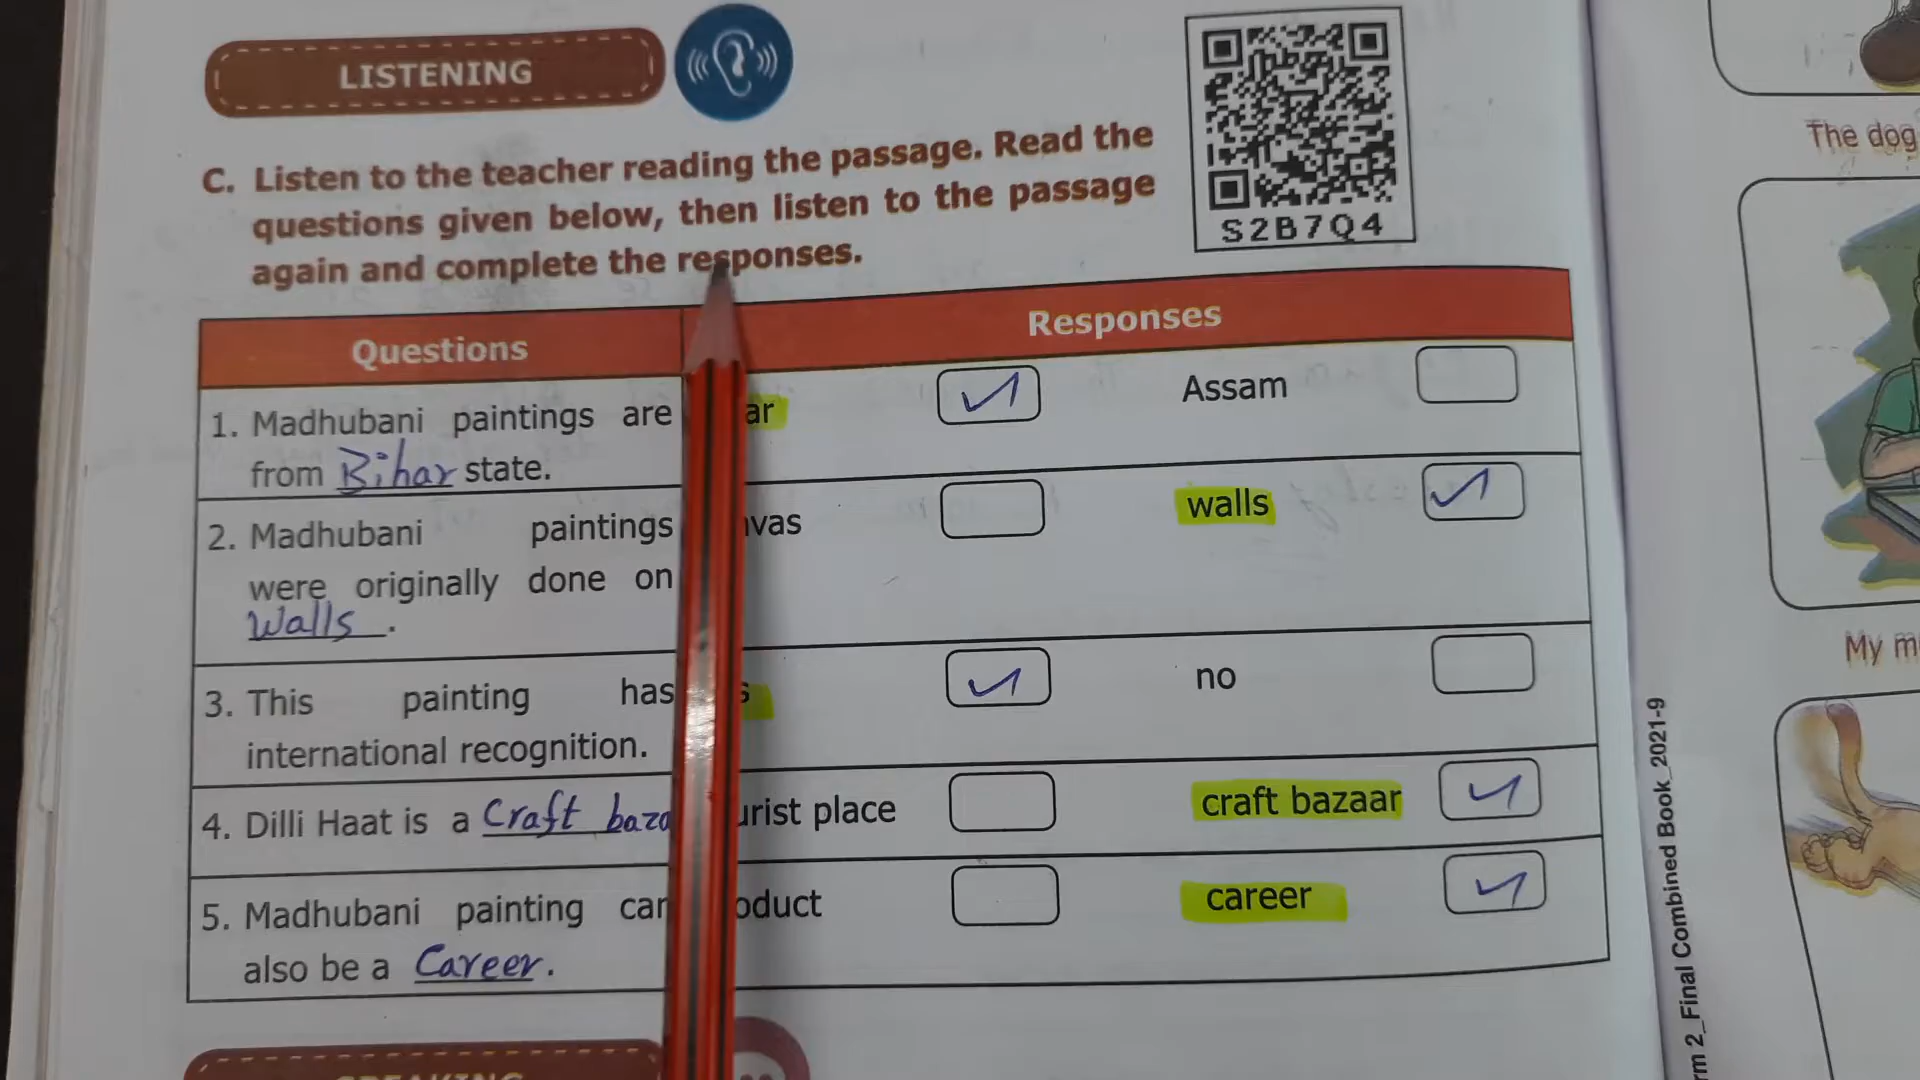 LISTENING
C. Listen to the teacher reading the passage. Read the
questions given below, then listen to the passage
again and complete the responses.
S2B7Q4
Questions Responses
1. Madhubani paintings are
from Bihar state.
ar Assam
2. Madhubani paintings
were originally done on
Walls.
vas walls
3. This painting has
international recognition.
s no
4. Dilli Haat is a Craft baza
urist place craft bazaar
5. Madhubani painting can
also be a Career.
oduct career
The dog
My m
rm 2_Final Combined Book_2021-9